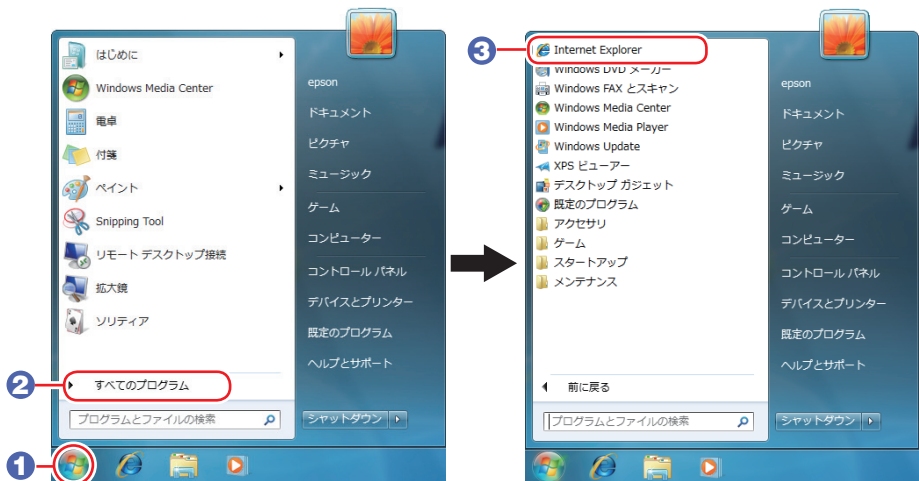 はじめに
Windows Media Center
電卓
付箋
ペイント
Snipping Tool
リモート デスクトップ接続
拡大鏡
ソリティア
2
すべてのプログラム
プログラムとファイルの検索
1
epson
ドキュメント
ピクチャ
ミュージック
ゲーム
コンピューター
コントロール パネル
デバイスとプリンター
既定のプログラム
ヘルプとサポート
シャットダウン
3
Internet Explorer
Windows DVD メーカー
Windows FAX とスキャン
Windows Media Center
Windows Media Player
Windows Update
XPS ビューアー
デスクトップ ガジェット
既定のプログラム
アクセサリ
ゲーム
スタートアップ
メンテナンス
前に戻る
プログラムとファイルの検索
epson
ドキュメント
ピクチャ
ミュージック
ゲーム
コンピューター
コントロール パネル
デバイスとプリンター
既定のプログラム
ヘルプとサポート
シャットダウン